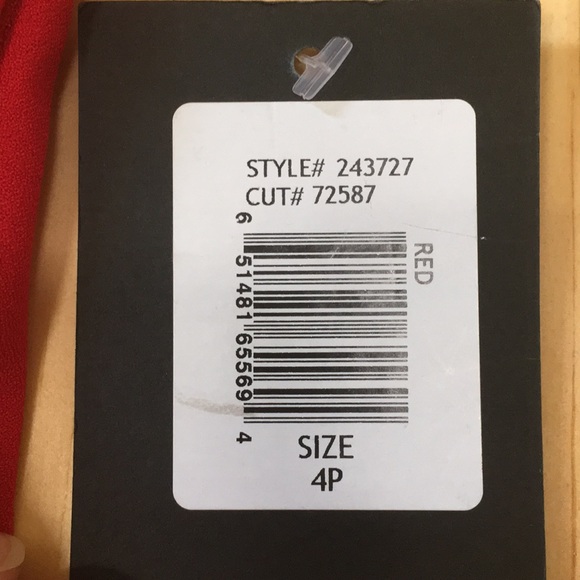 STYLE# 243727
CUT# 72587
RED
6 51481 65569 4
SIZE
4P